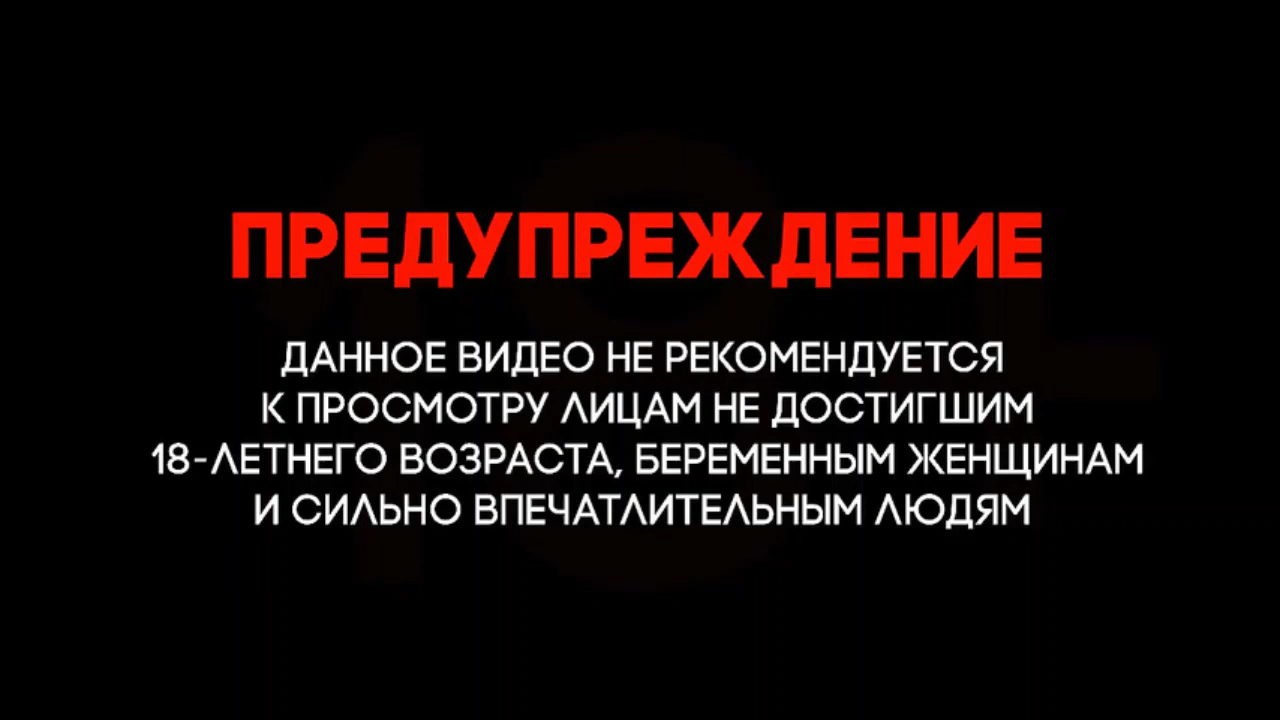 ПРЕДУПРЕЖДЕНИЕ
ДАННОЕ ВИДЕО НЕ РЕКОМЕНДУЕТСЯ
К ПРОСМОТРУ ЛИЦАМ НЕ ДОСТИГШИМ
18-ЛЕТНЕГО ВОЗРАСТА, БЕРЕМЕННЫМ ЖЕНЩИНАМ
И СИЛЬНО ВПЕЧАТЛИТЕЛЬНЫМ ЛЮДЯМ